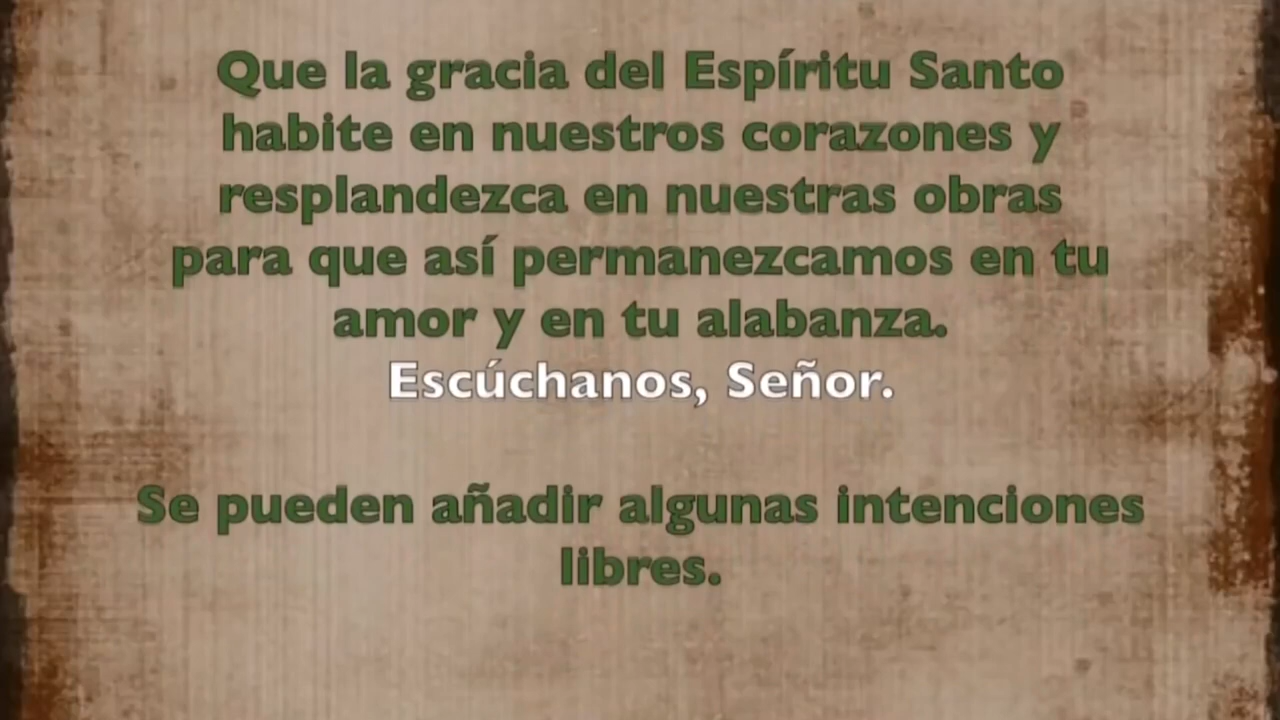 Que la gracia del Espíritu Santo
habite en nuestros corazones y
resplandezca en nuestras obras
para que así permanezcamos en tu
amor y en tu alabanza.
Escúchanos, Señor.
Se pueden añadir algunas intenciones
libres.